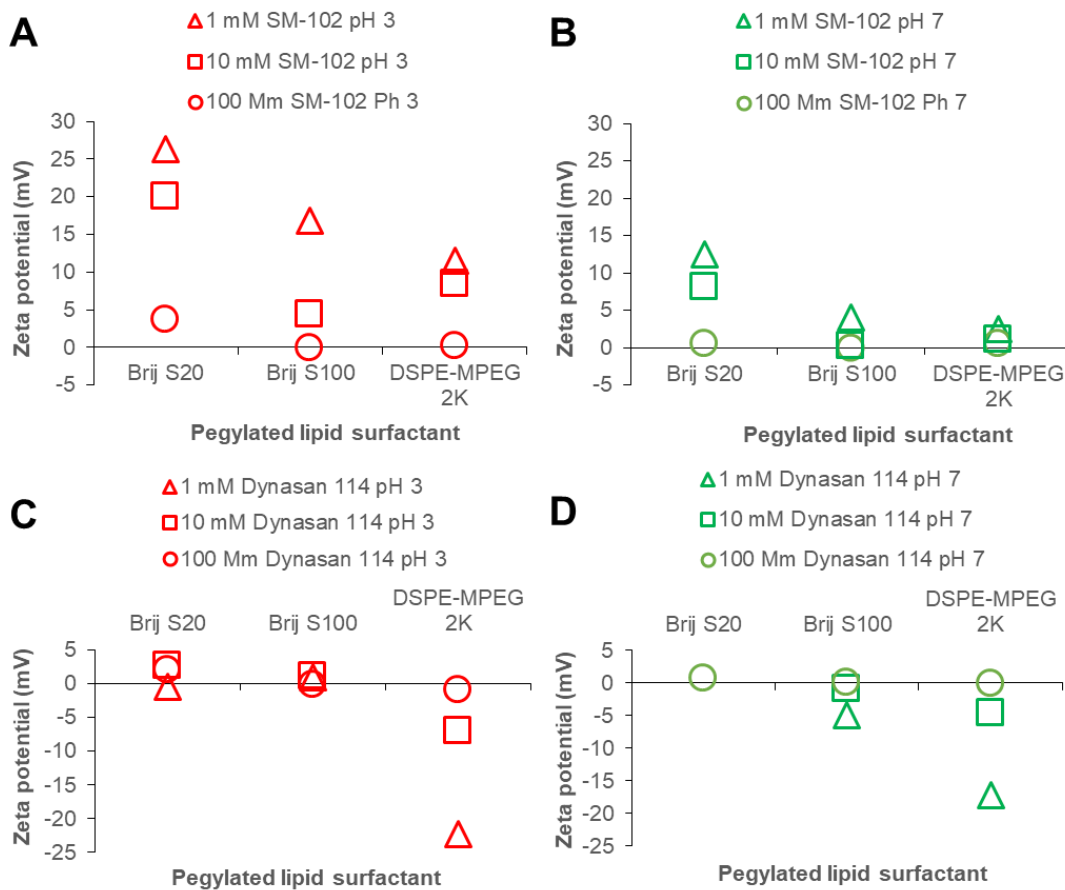 A
1 mM SM-102 pH 3
10 mM SM-102 pH 3
100 Mm SM-102 Ph 3
Zeta potential (mV)
30
25
20
15
10
5
0
-5
Brij S20
Brij S100
DSPE-MPEG
2K
Pegylated lipid surfactant
B
1 mM SM-102 pH 7
10 mM SM-102 pH 7
100 Mm SM-102 Ph 7
Zeta potential (mV)
30
25
20
15
10
5
0
-5
Brij S20
Brij S100
DSPE-MPEG
2K
Pegylated lipid surfactant
C
1 mM Dynasan 114 pH 3
10 mM Dynasan 114 pH 3
100 Mm Dynasan 114 pH 3
Brij S20
Brij S100
DSPE-MPEG
2K
Zeta potential (mV)
5
0
-5
-10
-15
-20
-25
Pegylated lipid surfactant
D
1 mM Dynasan 114 pH 7
10 mM Dynasan 114 pH 7
100 Mm Dynasan 114 pH 7
Brij S20
Brij S100
DSPE-MPEG
2K
Zeta potential (mV)
5
0
-5
-10
-15
-20
-25
Pegylated lipid surfactant